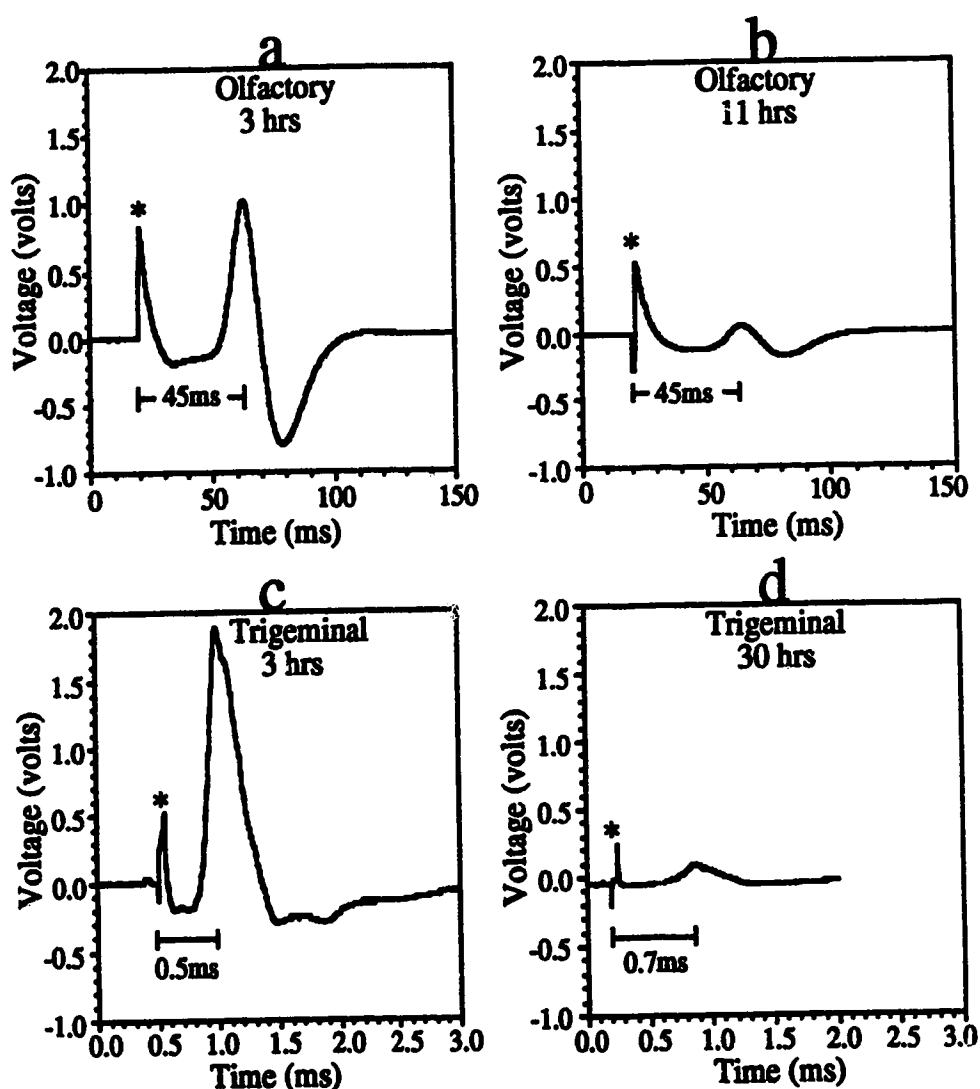 a
Olfactory
3 hrs
Voltage (volts)
2.0
1.5
1.0
0.5
0.0
-0.5
-1.0
*
45ms
0 50 100 150
Time (ms)
b
Olfactory
11 hrs
Voltage (volts)
2.0
1.5
1.0
0.5
0.0
-0.5
-1.0
*
45ms
0 50 100 150
Time (ms)
c
Trigeminal
3 hrs
Voltage (volts)
2.0
1.5
1.0
0.5
0.0
-0.5
-1.0
*
0.5ms
0.0 0.5 1.0 1.5 2.0 2.5 3.0
Time (ms)
d
Trigeminal
30 hrs
Voltage (volts)
2.0
1.5
1.0
0.5
0.0
-0.5
-1.0
*
0.7ms
0.0 0.5 1.0 1.5 2.0 2.5 3.0
Time (ms)